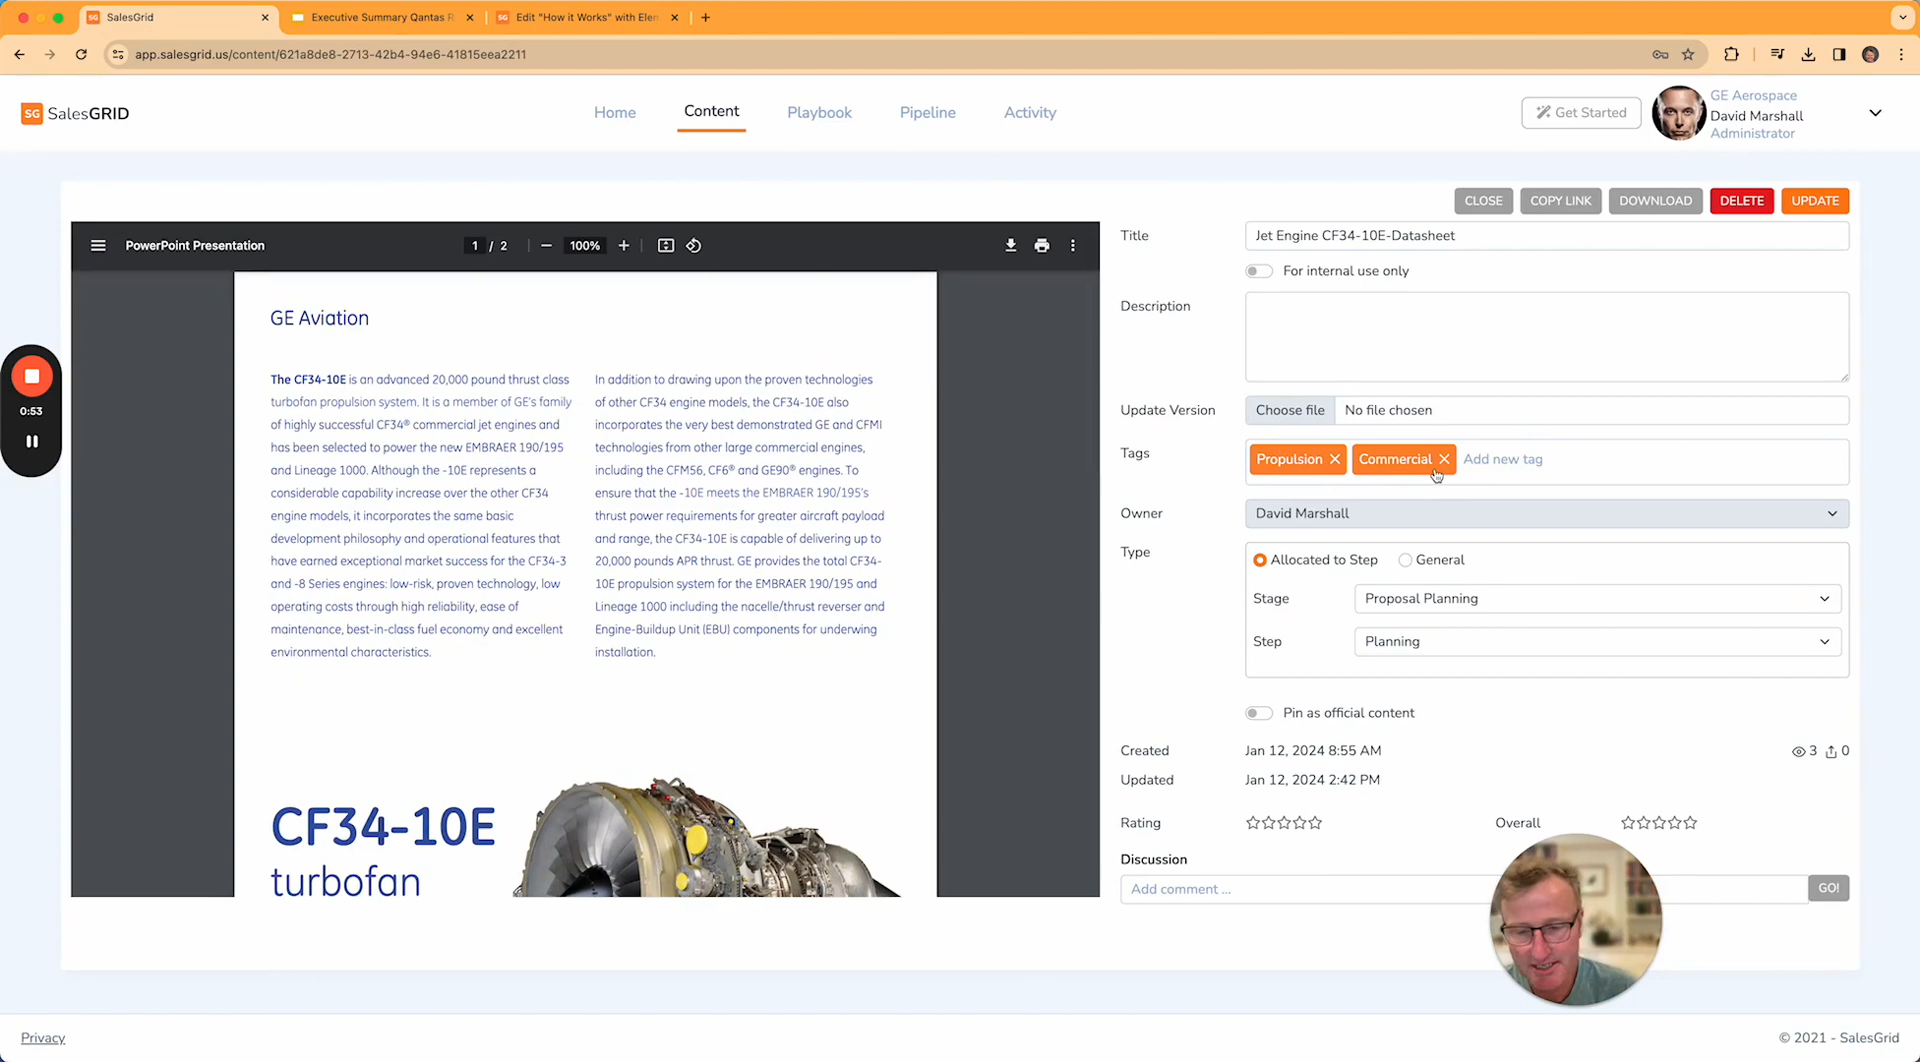 SalesGrid
Executive Summary Qantas R
Edit "How it Works" with Elen
app.salesgrid.us/content/621a8de8-2713-42b4-94e6-41815eea2211
SG SalesGRID
Home
Content
Playbook
Pipeline
Activity
Get Started
GE Aerospace
David Marshall
Administrator
CLOSE
COPY LINK
DOWNLOAD
DELETE
UPDATE
PowerPoint Presentation
1 / 2
100%
GE Aviation
The CF34-10E is an advanced 20,000 pound thrust class
turbofan propulsion system. It is a member of GE's family
of highly successful CF34® commercial jet engines and
has been selected to power the new EMBRAER 190/195
and Lineage 1000. Although the -10E represents a
considerable capability increase over the other CF34
engine models, it incorporates the same basic
development philosophy and operational features that
have earned exceptional market success for the CF34-3
and -8 Series engines: low-risk, proven technology, low
operating costs through high reliability, ease of
maintenance, best-in-class fuel economy and excellent
environmental characteristics.
In addition to drawing upon the proven technologies
of other CF34 engine models, the CF34-10E also
incorporates the very best demonstrated GE and CFMI
technologies from other large commercial engines,
including the CFM56, CF6® and GE90® engines. To
ensure that the -10E meets the EMBRAER 190/195's
thrust power requirements for greater aircraft payload
and range, the CF34-10E is capable of delivering up to
20,000 pounds APR thrust. GE provides the total CF34-
10E propulsion system for the EMBRAER 190/195 and
Lineage 1000 including the nacelle/thrust reverser and
Engine-Buildup Unit (EBU) components for underwing
installation.
CF34-10E
turbofan
0:53
Title
Jet Engine CF34-10E-Datasheet
For internal use only
Description
Update Version
Choose file
No file chosen
Tags
Propulsion
Commercial
Add new tag
Owner
David Marshall
Type
Allocated to Step
General
Stage
Proposal Planning
Step
Planning
Pin as official content
Created
Jan 12, 2024 8:55 AM
3
0
Updated
Jan 12, 2024 2:42 PM
Rating
Overall
Discussion
Add comment ...
GO!
Privacy
© 2021 - SalesGrid